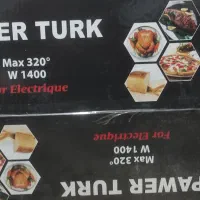 ER TURK
Max 320°
W 1400
or Electrique
For Electrique
W 1400
Max 320°
PAWER TURK